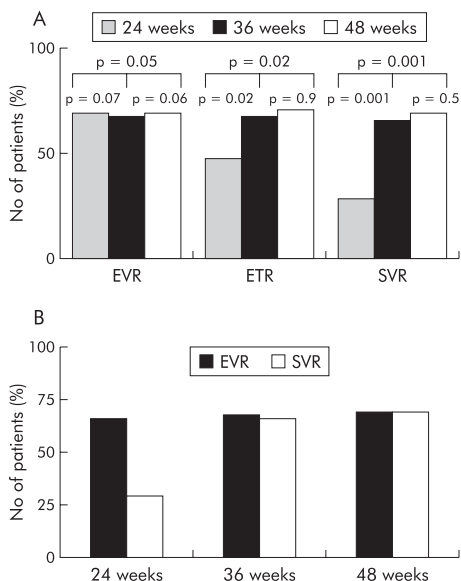 A
24 weeks 36 weeks 48 weeks
100
p = 0.05 p = 0.02 p = 0.001
p = 0.07 p = 0.06 p = 0.02 p = 0.9 p = 0.001 p = 0.5
50
0
No of patients (%)
EVR ETR SVR
B
100
EVR SVR
75
50
25
0
No of patients (%)
24 weeks 36 weeks 48 weeks